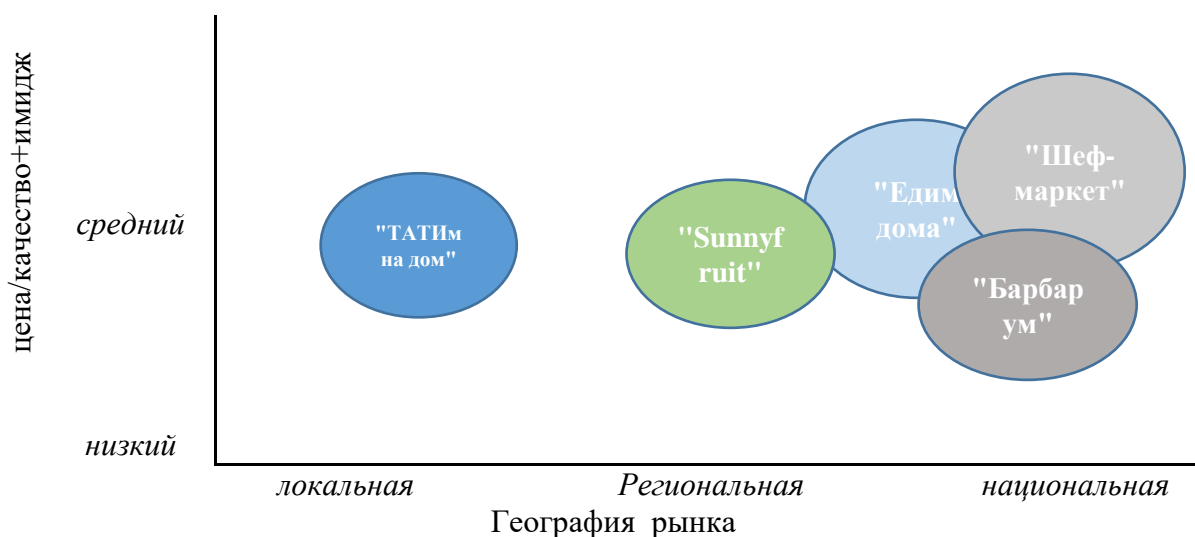 цена/качество+имидж
средний
низкий
"ТАТИм
на дом"
"Sunnyf
ruit"
"Едим
дома"
"Шеф-
маркет"
"Барбар
ум"
локальная
Региональная
национальная
География рынка